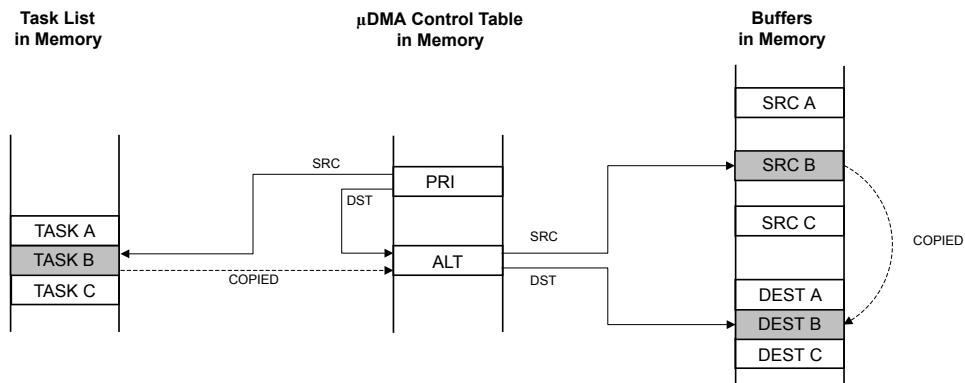 Task List
in Memory
µDMA Control Table
in Memory
Buffers
in Memory
SRC A
SRC
SRC B
PRI
DST
SRC C
TASK A
SRC
COPIED
TASK B
ALT
COPIED
DST
TASK C
DEST A
DEST B
DEST C